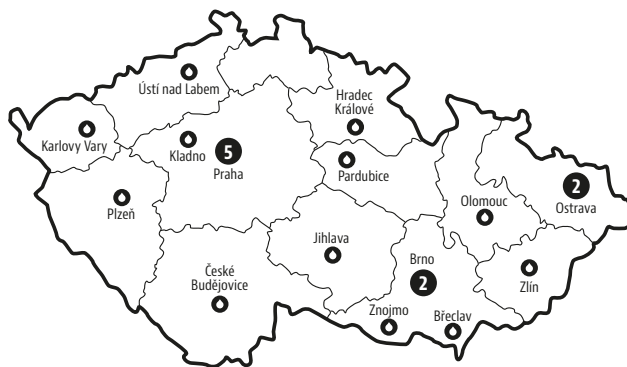 Ústí nad Labem
Hradec
Králové
Karlovy Vary
Kladno
5
Praha
Pardubice
2
Ostrava
Plzeň
Olomouc
Jihlava
Brno
2
České
Budějovice
Zlín
Znojmo
Břeclav